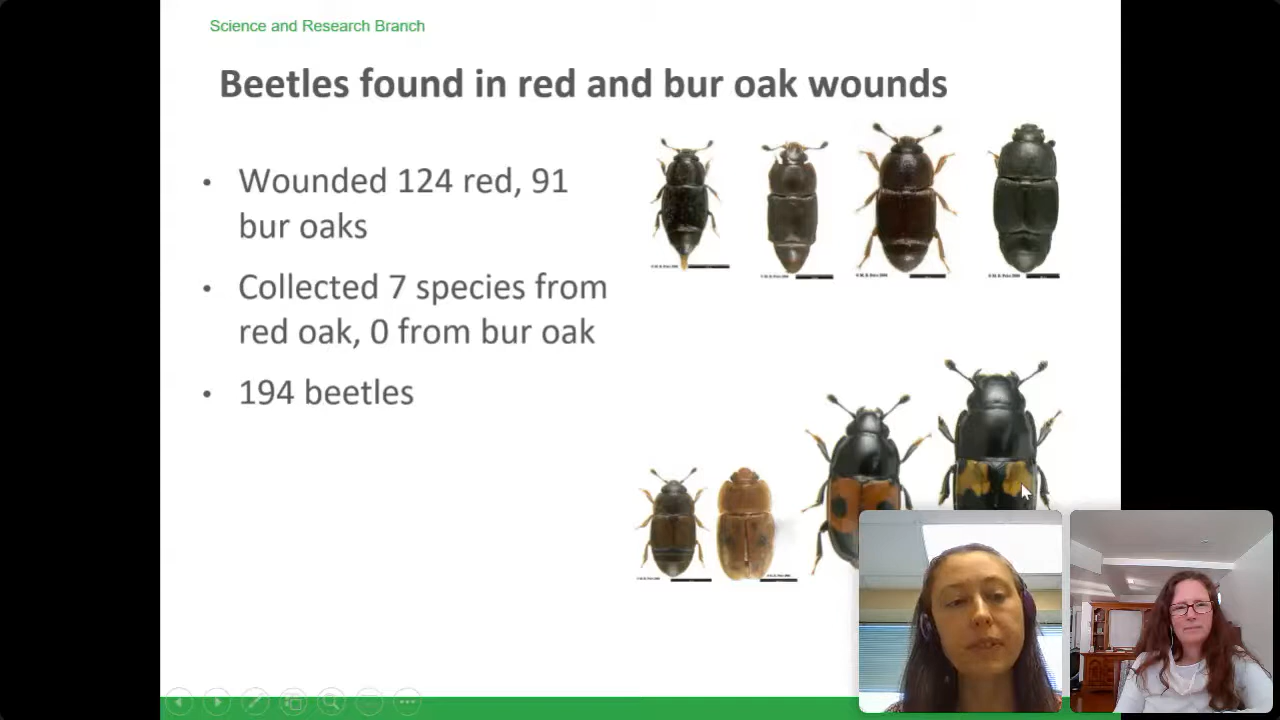 Science and Research Branch
Beetles found in red and bur oak wounds
• Wounded 124 red, 91
bur oaks
• Collected 7 species from
red oak, 0 from bur oak
• 194 beetles